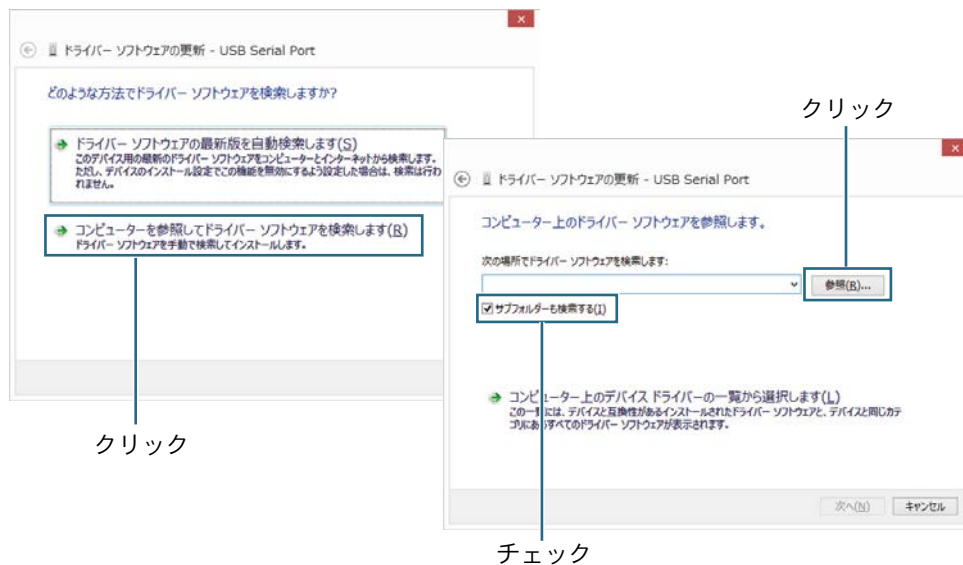 ドライバー ソフトウェアの更新 - USB Serial Port
どのような方法でドライバー ソフトウェアを検索しますか?
ドライバー ソフトウェアの最新版を自動検索します(S)
このデバイス用の最新のドライバー ソフトウェアをコンピューターとインターネットから検索します。
ただし、デバイスのインストール設定でこの機能を無効にするよう設定した場合は、検索は行わ
れません。
コンピューターを参照してドライバー ソフトウェアを検索します(R)
ドライバー ソフトウェアを手動で検索してインストールします。
クリック
クリック
ドライバー ソフトウェアの更新 - USB Serial Port
コンピューター上のドライバー ソフトウェアを参照します。
次の場所でドライバー ソフトウェアを検索します:
参照(R)...
サブフォルダーも検索する(I)
コンピューター上のデバイス ドライバーの一覧から選択します(L)
この一覧には、デバイスと互換性があるインストールされたドライバー ソフトウェアと、デバイスと同じカテ
ゴリにあるすべてのドライバー ソフトウェアが表示されます。
次へ(N)
キャンセル
チェック